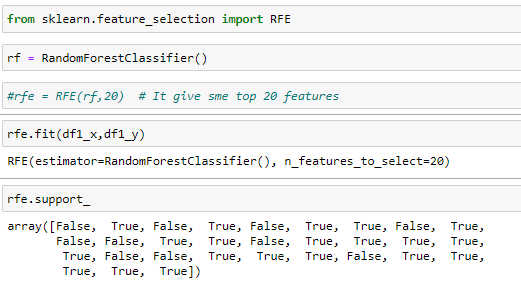 from sklearn.feature_selection import RFE
rf = RandomForestClassifier()
#rfe = RFE(rf,20)  # It give sme top 20 features
rfe.fit(df1_x,df1_y)
RFE(estimator=RandomForestClassifier(), n_features_to_select=20)
rfe.support_
array([False,  True, False,  True, False,  True,  True, False,  True,
       False, False,  True,  True, False,  True,  True,  True,  True,
        True, False, False,  True,  True,  True, False,  True,  True,
        True,  True,  True])